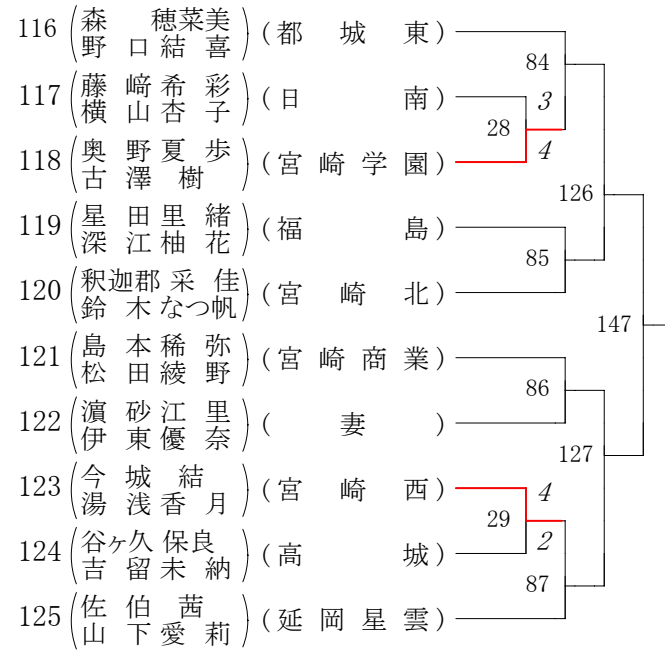 116 (森 穂菜美 野口結喜) (都城東)
84
117 (藤﨑希彩 横山杏子) (日南)
3
28
4
118 (奥野夏歩 古澤樹) (宮崎学園)
126
119 (星田里緒 深江柚花) (福島)
85
120 (釈迦郡采佳 鈴木なつ帆) (宮崎北)
147
121 (島本稀弥 松田綾野) (宮崎商業)
86
122 (濵砂江里 伊東優奈) (妻)
127
123 (今城結 湯浅香月) (宮崎西)
4
29
2
124 (谷ヶ久保良 吉留未納) (高城)
87
125 (佐伯茜 山下愛莉) (延岡星雲)